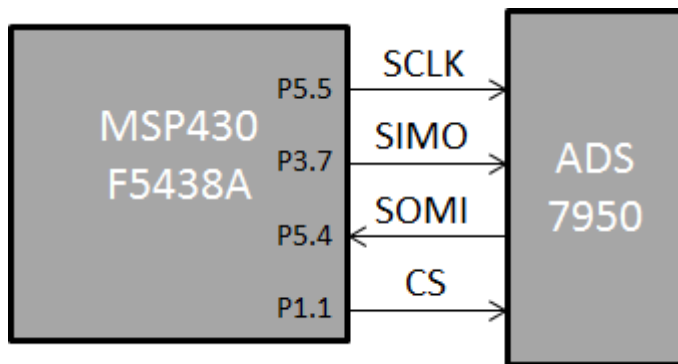 MSP430
F5438A
P5.5
P3.7
P5.4
P1.1
SCLK
SIMO
SOMI
CS
ADS
7950